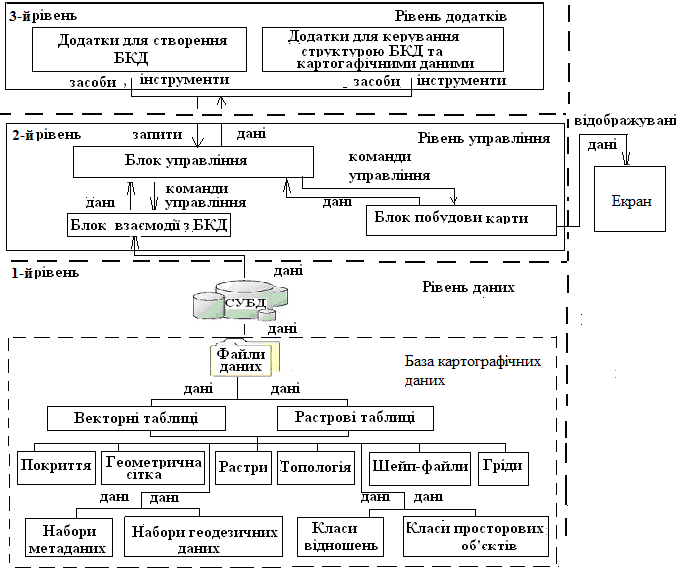 3-йрівень
Рівень додатків
Додатки для створення
БКД
Додатки для керування
структурою БКД та
картогафічними даними
засоби , інструменти
засоби , інструменти
2-йрівень
запити
дані
Рівень управління
відображувані
дані
Блок управління
команди
управління
дані
команди
управління
дані
Блок взаємодії з БКД
Блок побудови карти
Екран
1-йрівень
дані
Рівень даних
СУБД
дані
Файли
даних
База картографічних
даних
дані
дані
Векторні таблиці
Растрові таблиці
Покриття
Геометрична
сітка
Растри
Топологія
Шейп-файли
Гріди
дані
дані
дані
дані
Набори
метаданих
Набори геодезичних
даних
Класи
відношень
Класи просторових
об'єктів